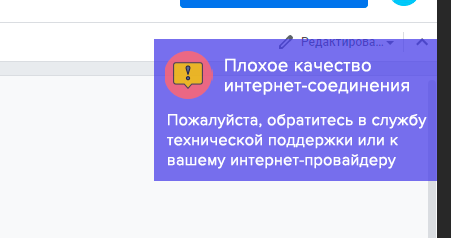 Редактирова...
Плохое качество
интернет-соединения
Пожалуйста, обратитесь в службу
технической поддержки или к
вашему интернет-провайдеру